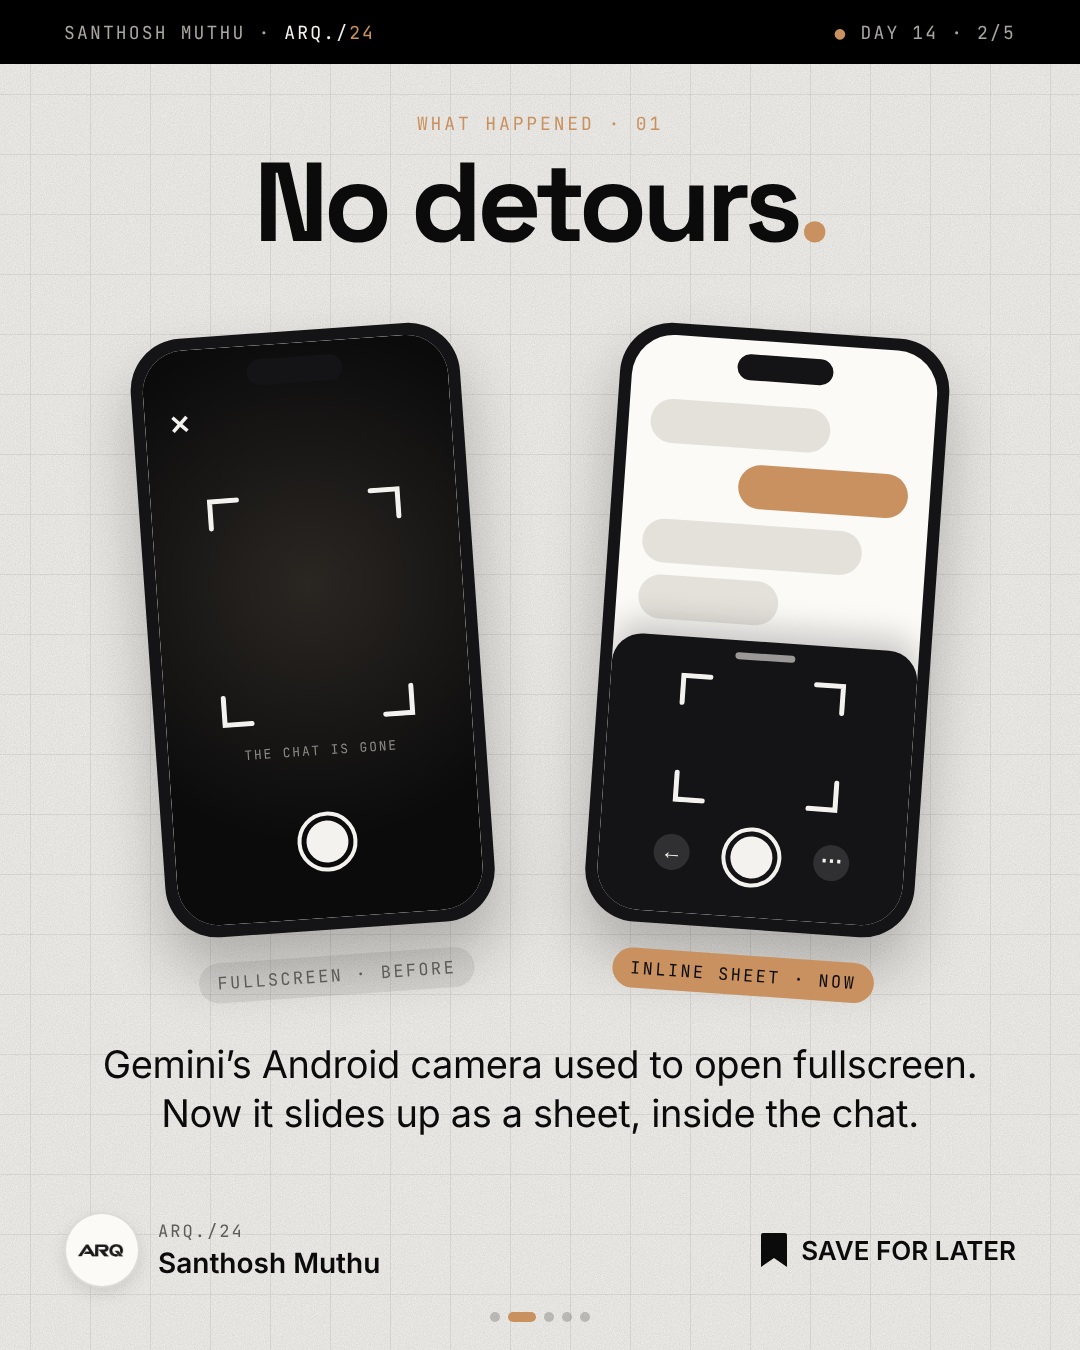 SANTHOSH MUTHU · ARQ./24
● DAY 14 · 2/5
WHAT HAPPENED · 01
No detours.
THE CHAT IS GONE
FULLSCREEN · BEFORE
INLINE SHEET · NOW
Gemini’s Android camera used to open fullscreen.
Now it slides up as a sheet, inside the chat.
ARQ
ARQ./24
Santhosh Muthu
SAVE FOR LATER